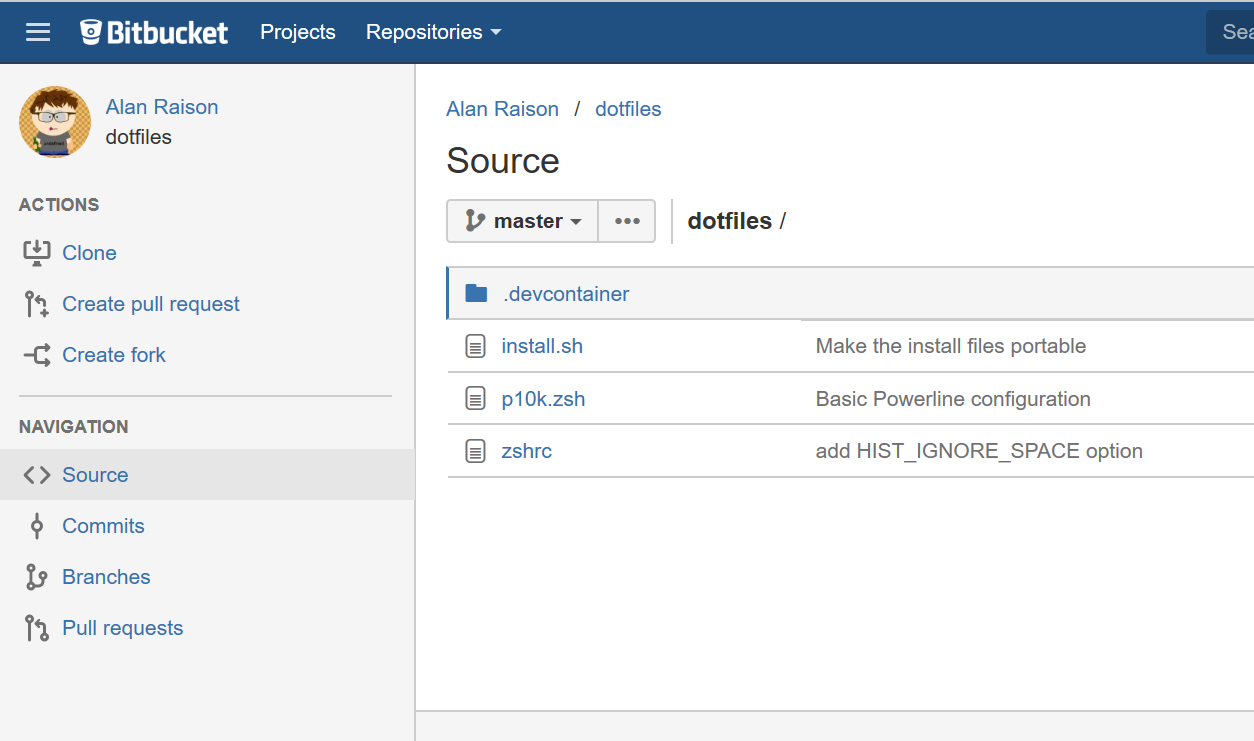 Bitbucket Projects Repositories Sea
Alan Raison
dotfiles
ACTIONS
Clone
Create pull request
Create fork
NAVIGATION
Source
Commits
Branches
Pull requests
Alan Raison / dotfiles
Source
master ••• dotfiles /
.devcontainer
install.sh Make the install files portable
p10k.zsh Basic Powerline configuration
zshrc add HIST_IGNORE_SPACE option